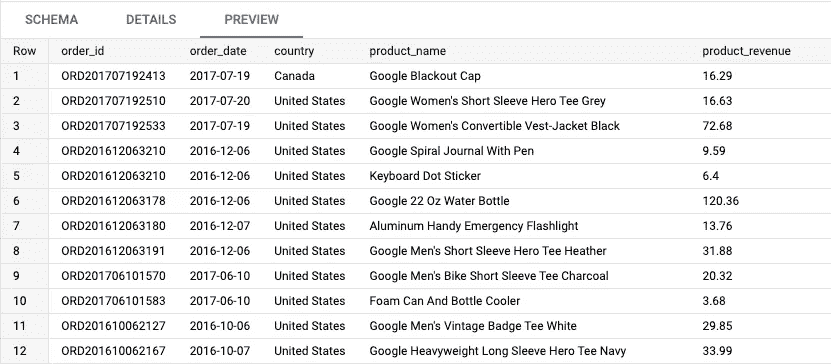 SCHEMA DETAILS PREVIEW
Row order_id order_date country product_name product_revenue
1 ORD201707192413 2017-07-19 Canada Google Blackout Cap 16.29
2 ORD201707192510 2017-07-20 United States Google Women's Short Sleeve Hero Tee Grey 16.63
3 ORD201707192533 2017-07-19 United States Google Women's Convertible Vest-Jacket Black 72.68
4 ORD201612063210 2016-12-06 United States Google Spiral Journal With Pen 9.59
5 ORD201612063210 2016-12-06 United States Keyboard Dot Sticker 6.4
6 ORD201612063178 2016-12-06 United States Google 22 Oz Water Bottle 120.36
7 ORD201612063180 2016-12-07 United States Aluminum Handy Emergency Flashlight 13.76
8 ORD201612063191 2016-12-06 United States Google Men's Short Sleeve Hero Tee Heather 31.88
9 ORD201706101570 2017-06-10 United States Google Men's Bike Short Sleeve Tee Charcoal 20.32
10 ORD201706101583 2017-06-10 United States Foam Can And Bottle Cooler 3.68
11 ORD201610062127 2016-10-06 United States Google Men's Vintage Badge Tee White 29.85
12 ORD201610062167 2016-10-07 United States Google Heavyweight Long Sleeve Hero Tee Navy 33.99